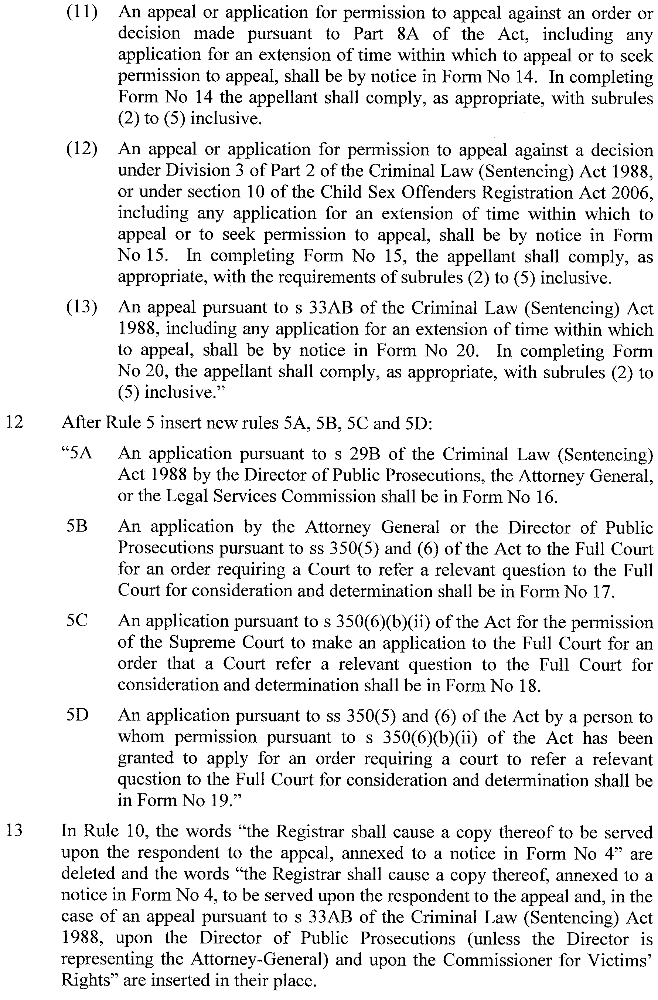 (11) An appeal or application for permission to appeal against an order or
decision made pursuant to Part 8A of the Act, including any
application for an extension of time within which to appeal or to seek
permission to appeal, shall be by notice in Form No 14. In completing
Form No 14 the appellant shall comply, as appropriate, with subrules
(2) to (5) inclusive.
(12) An appeal or application for permission to appeal against a decision
under Division 3 of Part 2 of the Criminal Law (Sentencing) Act 1988,
or under section 10 of the Child Sex Offenders Registration Act 2006,
including any application for an extension of time within which to
appeal or to seek permission to appeal, shall be by notice in Form
No 15. In completing Form No 15, the appellant shall comply, as
appropriate, with the requirements of subrules (2) to (5) inclusive.
(13) An appeal pursuant to s 33AB of the Criminal Law (Sentencing) Act
1988, including any application for an extension of time within which
to appeal, shall be by notice in Form No 20. In completing Form
No 20, the appellant shall comply, as appropriate, with subrules (2) to
(5) inclusive.”
12 After Rule 5 insert new rules 5A, 5B, 5C and 5D:
“5A An application pursuant to s 29B of the Criminal Law (Sentencing)
Act 1988 by the Director of Public Prosecutions, the Attorney General,
or the Legal Services Commission shall be in Form No 16.
5B An application by the Attorney General or the Director of Public
Prosecutions pursuant to ss 350(5) and (6) of the Act to the Full Court
for an order requiring a Court to refer a relevant question to the Full
Court for consideration and determination shall be in Form No 17.
5C An application pursuant to s 350(6)(b)(ii) of the Act for the permission
of the Supreme Court to make an application to the Full Court for an
order that a Court refer a relevant question to the Full Court for
consideration and determination shall be in Form No 18.
5D An application pursuant to ss 350(5) and (6) of the Act by a person to
whom permission pursuant to s 350(6)(b)(ii) of the Act has been
granted to apply for an order requiring a court to refer a relevant
question to the Full Court for consideration and determination shall be
in Form No 19.”
13 In Rule 10, the words “the Registrar shall cause a copy thereof to be served
upon the respondent to the appeal, annexed to a notice in Form No 4” are
deleted and the words “the Registrar shall cause a copy thereof, annexed to a
notice in Form No 4, to be served upon the respondent to the appeal and, in the
case of an appeal pursuant to s 33AB of the Criminal Law (Sentencing) Act
1988, upon the Director of Public Prosecutions (unless the Director is
representing the Attorney-General) and upon the Commissioner for Victims’
Rights” are inserted in their place.